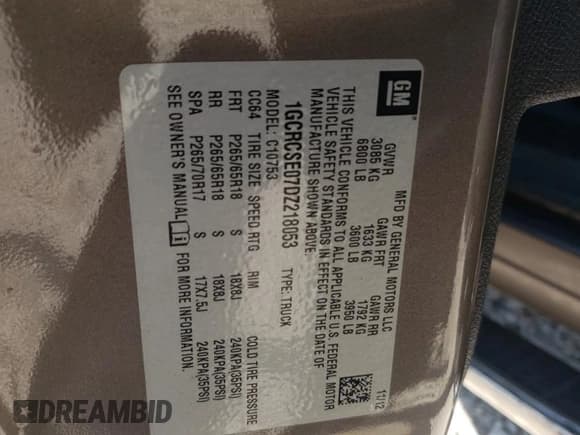 GM
MFD BY GENERAL MOTORS LLC
11/12
GVWR GAWR FRT GAWR RR
3085 KG 1633 KG 1792 KG
6800 LB 3600 LB 3950 LB
THIS VEHICLE CONFORMS TO ALL APPLICABLE U.S. FEDERAL MOTOR
VEHICLE SAFETY STANDARDS IN EFFECT ON THE DATE OF
MANUFACTURE SHOWN ABOVE.
1GCRCSE07DZ218053 TYPE: TRUCK
MODEL: C10753
CC64 TIRE SIZE SPEED RTG RIM COLD TIRE PRESSURE
FRT P265/65R18 S 18X8J 240KPA(35PSI)
RR P265/65R18 S 18X8J 240KPA(35PSI)
SPA P265/70R17 S 17X7.5J 240KPA(35PSI)
SEE OWNER'S MANUAL FOR MORE INFORMATION.
DREAMBID